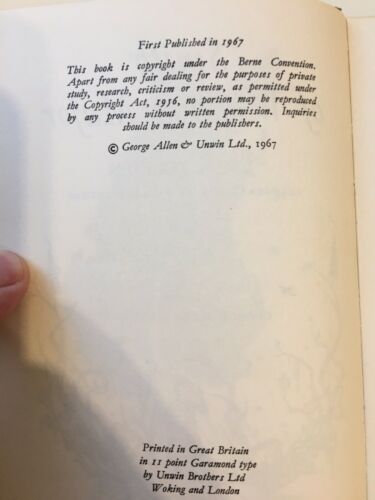 First Published in 1967
This book is copyright under the Berne Convention.
Apart from any fair dealing for the purposes of private
study, research, criticism or review, as permitted under
the Copyright Act, 1956, no portion may be reproduced
by any process without written permission. Inquiries
should be made to the publishers.
© George Allen & Unwin Ltd., 1967
Printed in Great Britain
in 11 point Garamond type
by Unwin Brothers Ltd
Woking and London